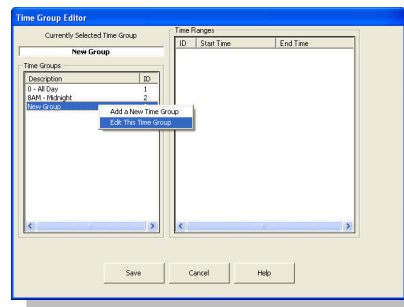 Time Group Editor
Currently Selected Time Group
New Group
Time Groups
Description ID
0 - All Day 1
8AM - Midnight 2
New Group
Add a New Time Group
Edit This Time Group
Time Ranges
ID Start Time End Time
Save Cancel Help